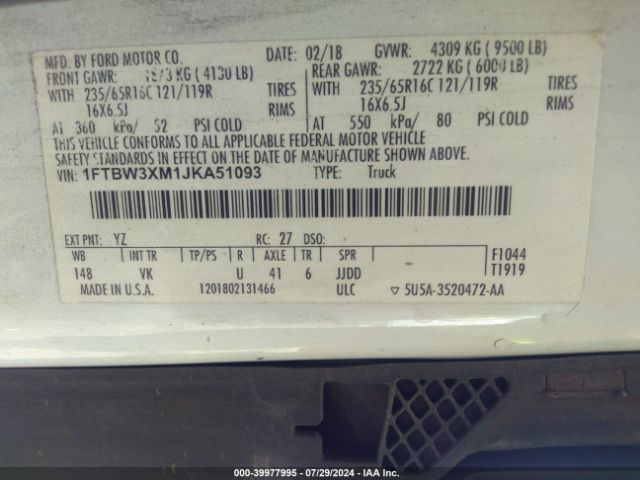 MFD. BY FORD MOTOR CO. DATE: 02/18 GVWR: 4309 KG ( 9500 LB)
FRONT GAWR: 1873 KG ( 4130 LB) REAR GAWR: 2722 KG ( 6000 LB)
WITH 235/65R16C 121/119R TIRES WITH 235/65R16C 121/119R TIRES
16X6.5J RIMS 16X6.5J RIMS
AT 360 kPa/ 52 PSI COLD AT 550 kPa/ 80 PSI COLD
THIS VEHICLE CONFORMS TO ALL APPLICABLE FEDERAL MOTOR VEHICLE
SAFETY STANDARDS IN EFFECT ON THE DATE OF MANUFACTURE SHOWN ABOVE.
VIN: 1FTBW3XM1JKA51093 TYPE: Truck
EXT PNT: YZ RC: 27 DSO:
WB INT TR TP/PS R AXLE TR SPR F1044
148 VK U 41 6 JJDD T1919
MADE IN U.S.A. 1201802131466 ULC ▽ 5U5A-3520472-AA
000-39977995 - 07/29/2024 - IAA Inc.